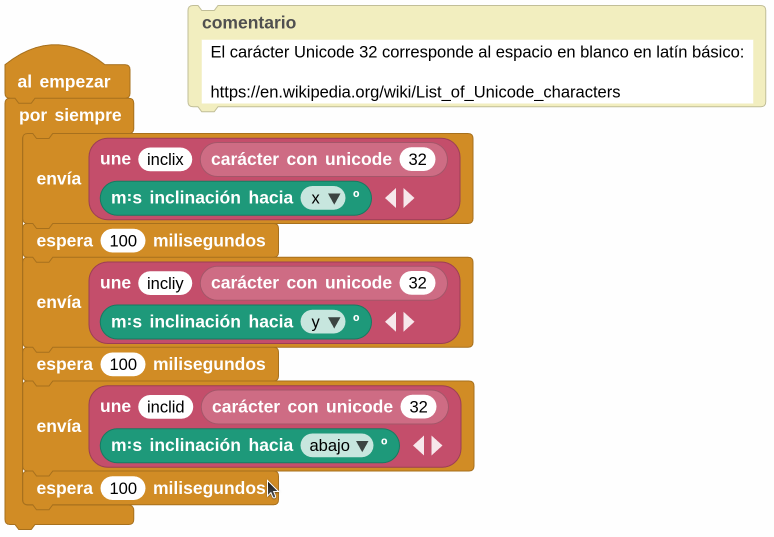 comentario
El carácter Unicode 32 corresponde al espacio en blanco en latín básico:
https://en.wikipedia.org/wiki/List_of_Unicode_characters
al empezar
por siempre
envía une inclix carácter con unicode 32
m:s inclinación hacia x ▼ º
espera 100 milisegundos
envía une incliy carácter con unicode 32
m:s inclinación hacia y ▼ º
espera 100 milisegundos
envía une inclid carácter con unicode 32
m:s inclinación hacia abajo ▼ º
espera 100 milisegundos